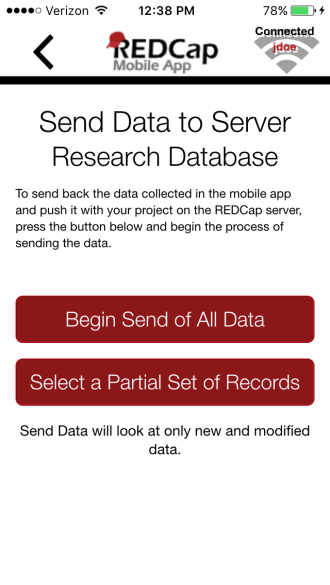 Verizon 12:38 PM 78%
Connected
jdoe
REDCap
Mobile App
Send Data to Server
Research Database
To send back the data collected in the mobile app
and push it with your project on the REDCap server,
press the button below and begin the process of
sending the data.
Begin Send of All Data
Select a Partial Set of Records
Send Data will look at only new and modified
data.